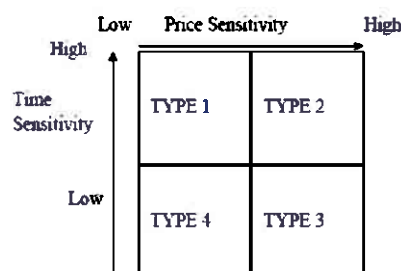 Low Price Sensitivity High
High
Time
Sensitivity
TYPE 1 TYPE 2
Low
TYPE 4 TYPE 3